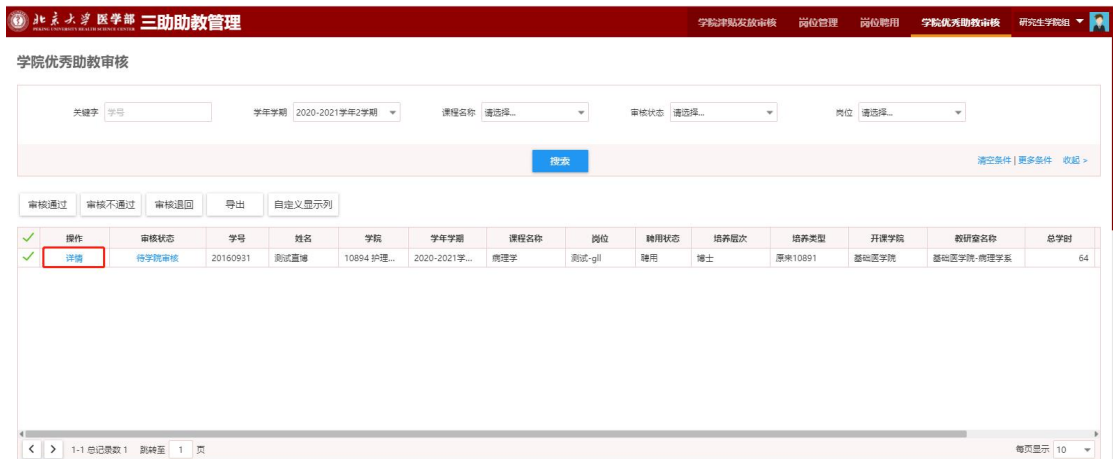 北京大学 医学部 三助助教管理 学院津贴发放审核 岗位管理 岗位聘用 学院优秀助教审核 研究生学院组
PEKING UNIVERSITY HEALTH SCIENCE CENTER
学院优秀助教审核
关键字 学号 学年学期 2020-2021学年2学期 课程名称 请选择... 审核状态 请选择... 岗位 请选择...
搜索 清空条件 | 更多条件 收起 >
审核通过 审核不通过 审核退回 导出 自定义显示列
操作 审核状态 学号 姓名 学院 学年学期 课程名称 岗位 聘用状态 培养层次 培养类型 开课学院 教研室名称 总学时
详情 待学院审核 20160931 测试直博 10894 护理... 2020-2021学... 病理学 测试-gll 聘用 博士 原来10891 基础医学院 基础医学院-病理学系 64
1-1 总记录数 1 跳转至 1 页 每页显示 10